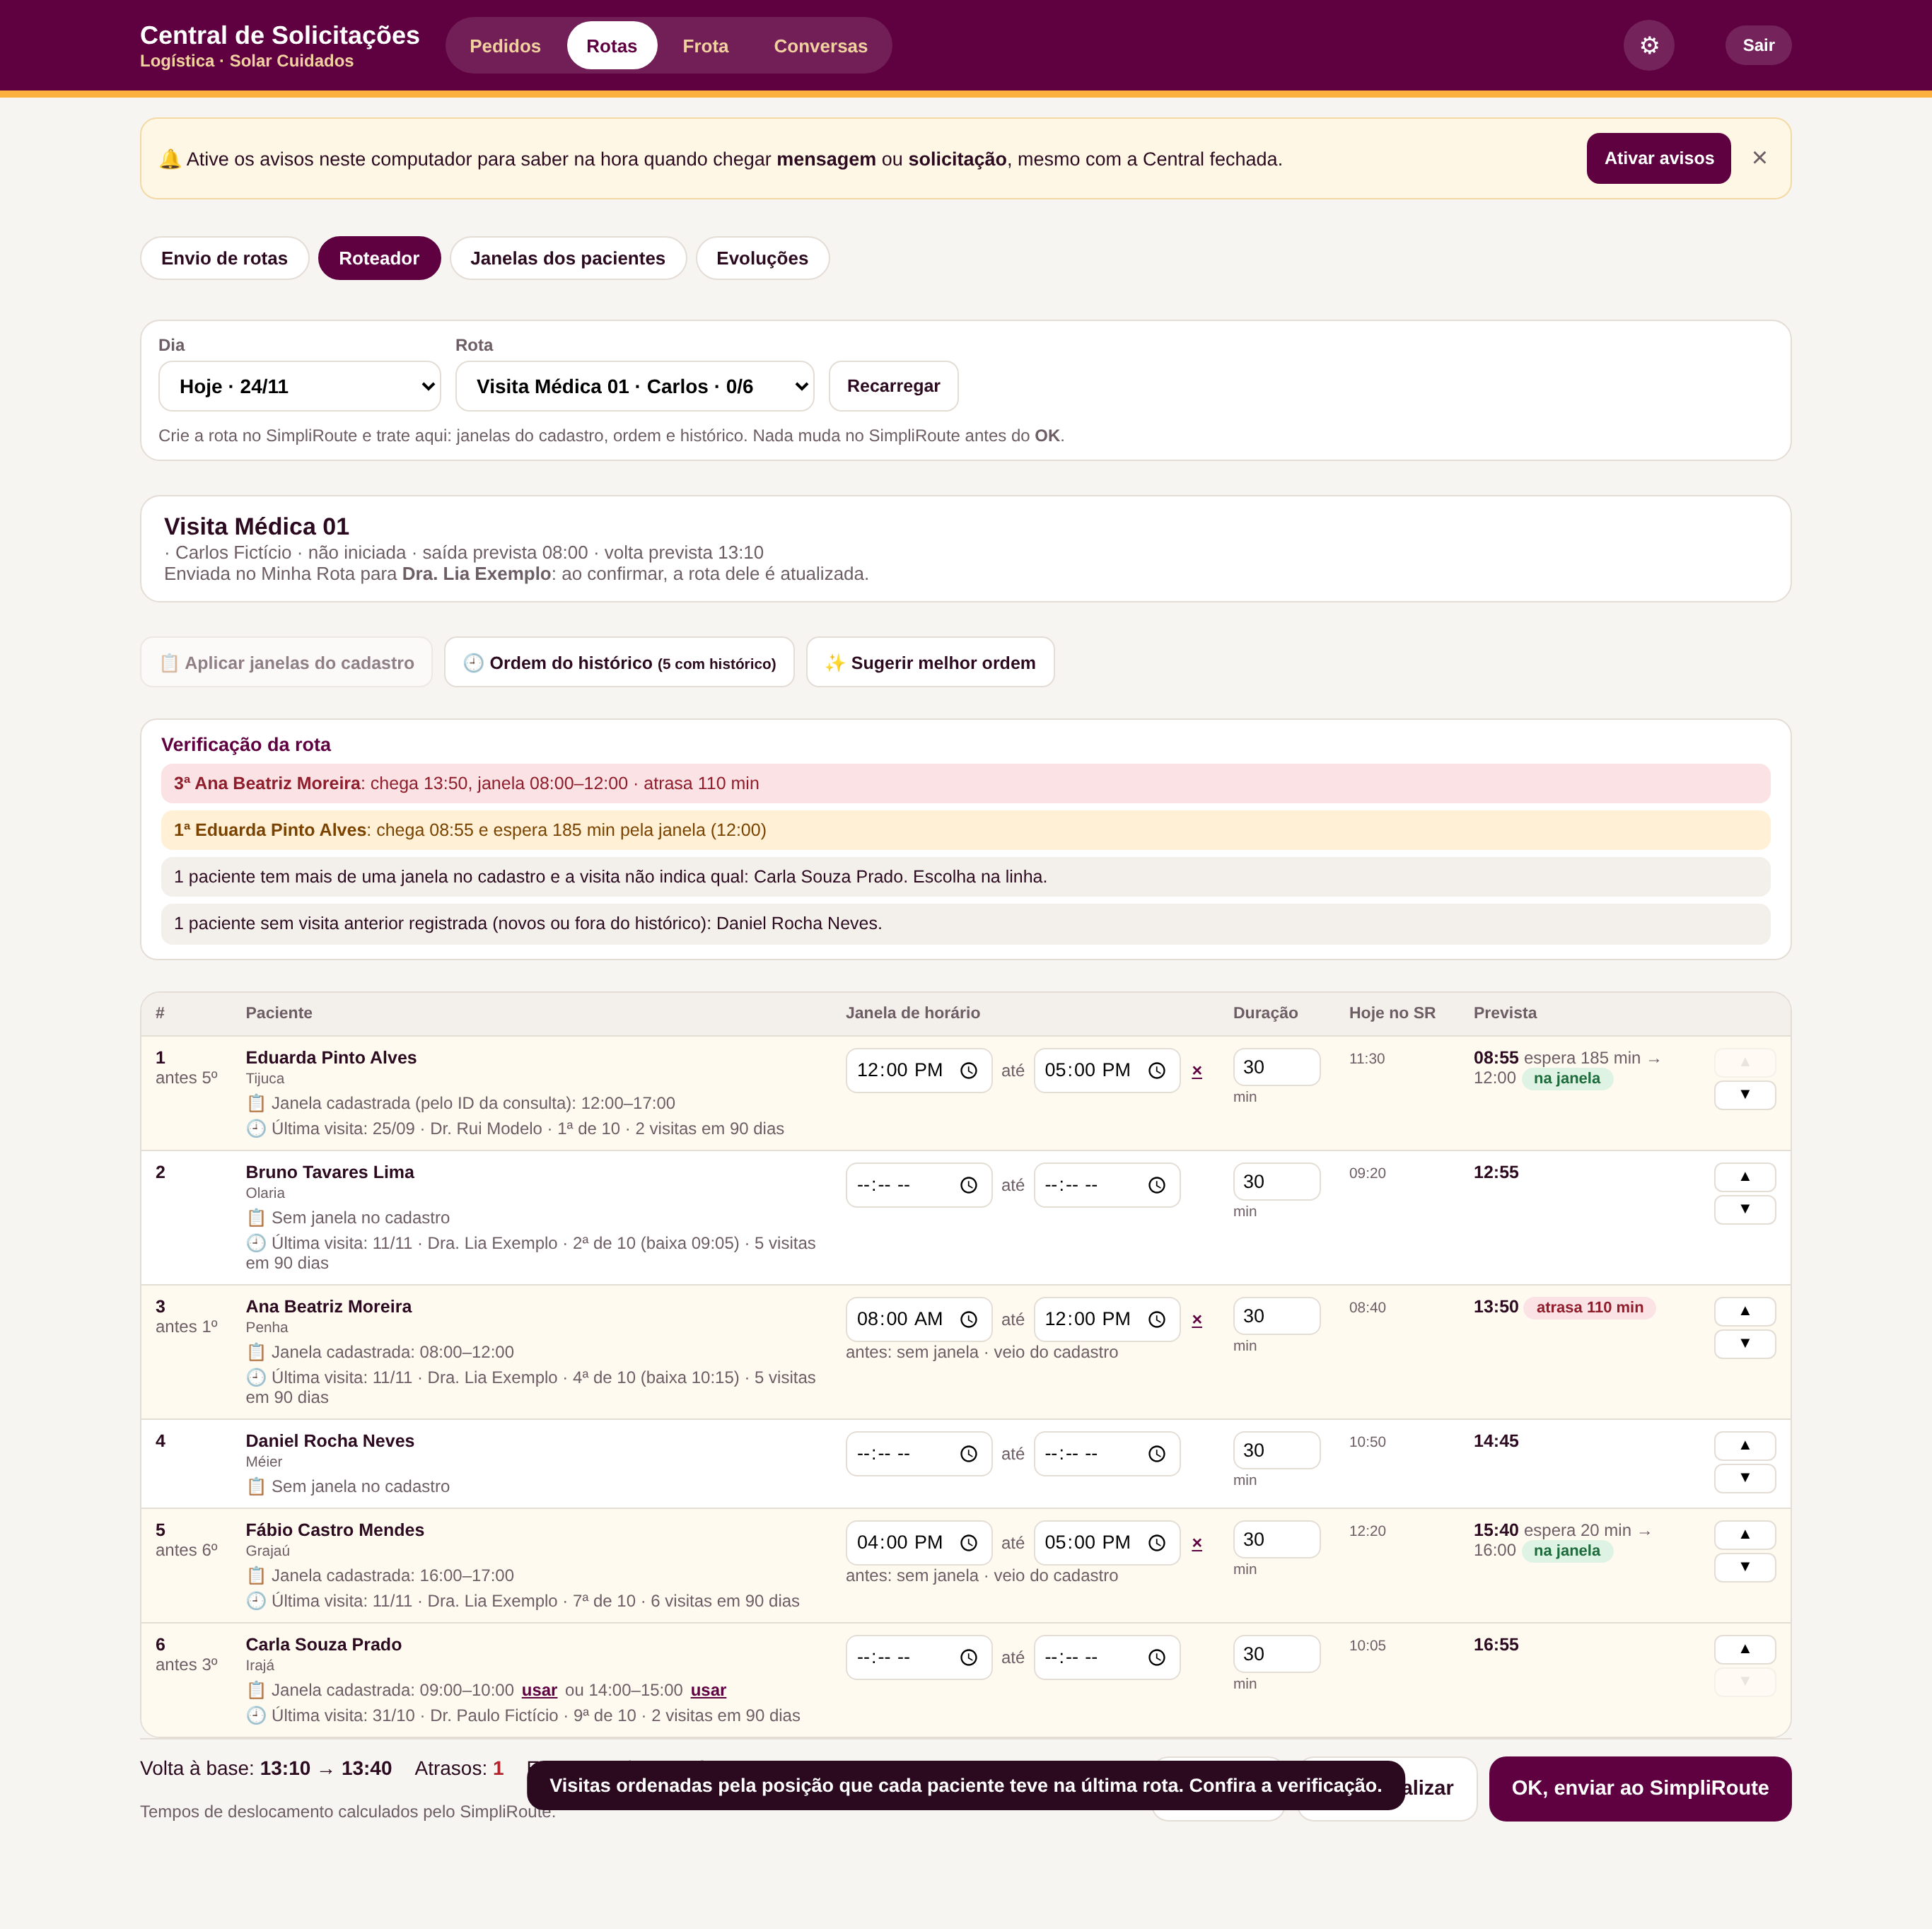 Central de Solicitações
Logística · Solar Cuidados
Pedidos
Rotas
Frota
Conversas
⚙
Sair
🔔 Ative os avisos neste computador para saber na hora quando chegar mensagem ou solicitação, mesmo com a Central fechada.
Ativar avisos
✕
Envio de rotas
Roteador
Janelas dos pacientes
Evoluções
Dia
Rota
Hoje · 24/11
Visita Médica 01 · Carlos · 0/6
Recarregar
Crie a rota no SimpliRoute e trate aqui: janelas do cadastro, ordem e histórico. Nada muda no SimpliRoute antes do OK.
Visita Médica 01
· Carlos Fictício · não iniciada · saída prevista 08:00 · volta prevista 13:10
Enviada no Minha Rota para Dra. Lia Exemplo: ao confirmar, a rota dele é atualizada.
📋 Aplicar janelas do cadastro
🕘 Ordem do histórico (5 com histórico)
✨ Sugerir melhor ordem
Verificação da rota
3ª Ana Beatriz Moreira: chega 13:50, janela 08:00–12:00 · atrasa 110 min
1ª Eduarda Pinto Alves: chega 08:55 e espera 185 min pela janela (12:00)
1 paciente tem mais de uma janela no cadastro e a visita não indica qual: Carla Souza Prado. Escolha na linha.
1 paciente sem visita anterior registrada (novos ou fora do histórico): Daniel Rocha Neves.
# Paciente Janela de horário Duração Hoje no SR Prevista
1
antes 5º
Eduarda Pinto Alves
Tijuca
📋 Janela cadastrada (pelo ID da consulta): 12:00–17:00
🕘 Última visita: 25/09 · Dr. Rui Modelo · 1ª de 10 · 2 visitas em 90 dias
12:00 PM até 05:00 PM ×
30
min
11:30
08:55 espera 185 min →
12:00 na janela
▲
▼
2
Bruno Tavares Lima
Olaria
📋 Sem janela no cadastro
🕘 Última visita: 11/11 · Dra. Lia Exemplo · 2ª de 10 (baixa 09:05) · 5 visitas
em 90 dias
--:-- -- até --:-- --
30
min
09:20
12:55
▲
▼
3
antes 1º
Ana Beatriz Moreira
Penha
📋 Janela cadastrada: 08:00–12:00
🕘 Última visita: 11/11 · Dra. Lia Exemplo · 4ª de 10 (baixa 10:15) · 5 visitas
em 90 dias
08:00 AM até 12:00 PM ×
antes: sem janela · veio do cadastro
30
min
08:40
13:50 atrasa 110 min
▲
▼
4
Daniel Rocha Neves
Méier
📋 Sem janela no cadastro
--:-- -- até --:-- --
30
min
10:50
14:45
▲
▼
5
antes 6º
Fábio Castro Mendes
Grajaú
📋 Janela cadastrada: 16:00–17:00
🕘 Última visita: 11/11 · Dra. Lia Exemplo · 7ª de 10 · 6 visitas em 90 dias
04:00 PM até 05:00 PM ×
antes: sem janela · veio do cadastro
30
min
12:20
15:40 espera 20 min →
16:00 na janela
▲
▼
6
antes 3º
Carla Souza Prado
Irajá
📋 Janela cadastrada: 09:00–10:00 usar ou 14:00–15:00 usar
🕘 Última visita: 31/10 · Dr. Paulo Fictício · 9ª de 10 · 2 visitas em 90 dias
--:-- -- até --:-- --
30
min
10:05
16:55
▲
▼
Volta à base: 13:10 → 13:40 Atrasos: 1
Visitas ordenadas pela posição que cada paciente teve na última rota. Confira a verificação.
alizar
OK, enviar ao SimpliRoute
Tempos de deslocamento calculados pelo SimpliRoute.